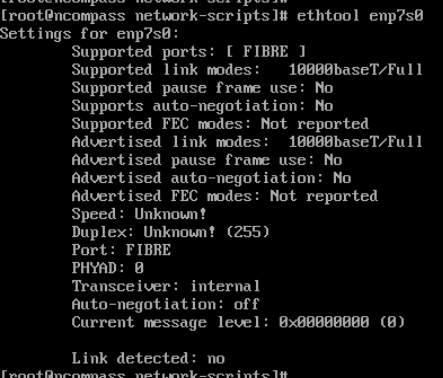 [root@ncompass network-scripts]#
[root@ncompass network-scripts]# ethtool enp7s0
Settings for enp7s0:
Supported ports: [ FIBRE ]
Supported link modes:   10000baseT/Full
Supported pause frame use: No
Supports auto-negotiation: No
Supported FEC modes: Not reported
Advertised link modes:  10000baseT/Full
Advertised pause frame use: No
Advertised auto-negotiation: No
Advertised FEC modes: Not reported
Speed: Unknown!
Duplex: Unknown! (255)
Port: FIBRE
PHYAD: 0
Transceiver: internal
Auto-negotiation: off
Current message level: 0x00000000 (0)
Link detected: no
[root@ncompass network-scripts]#